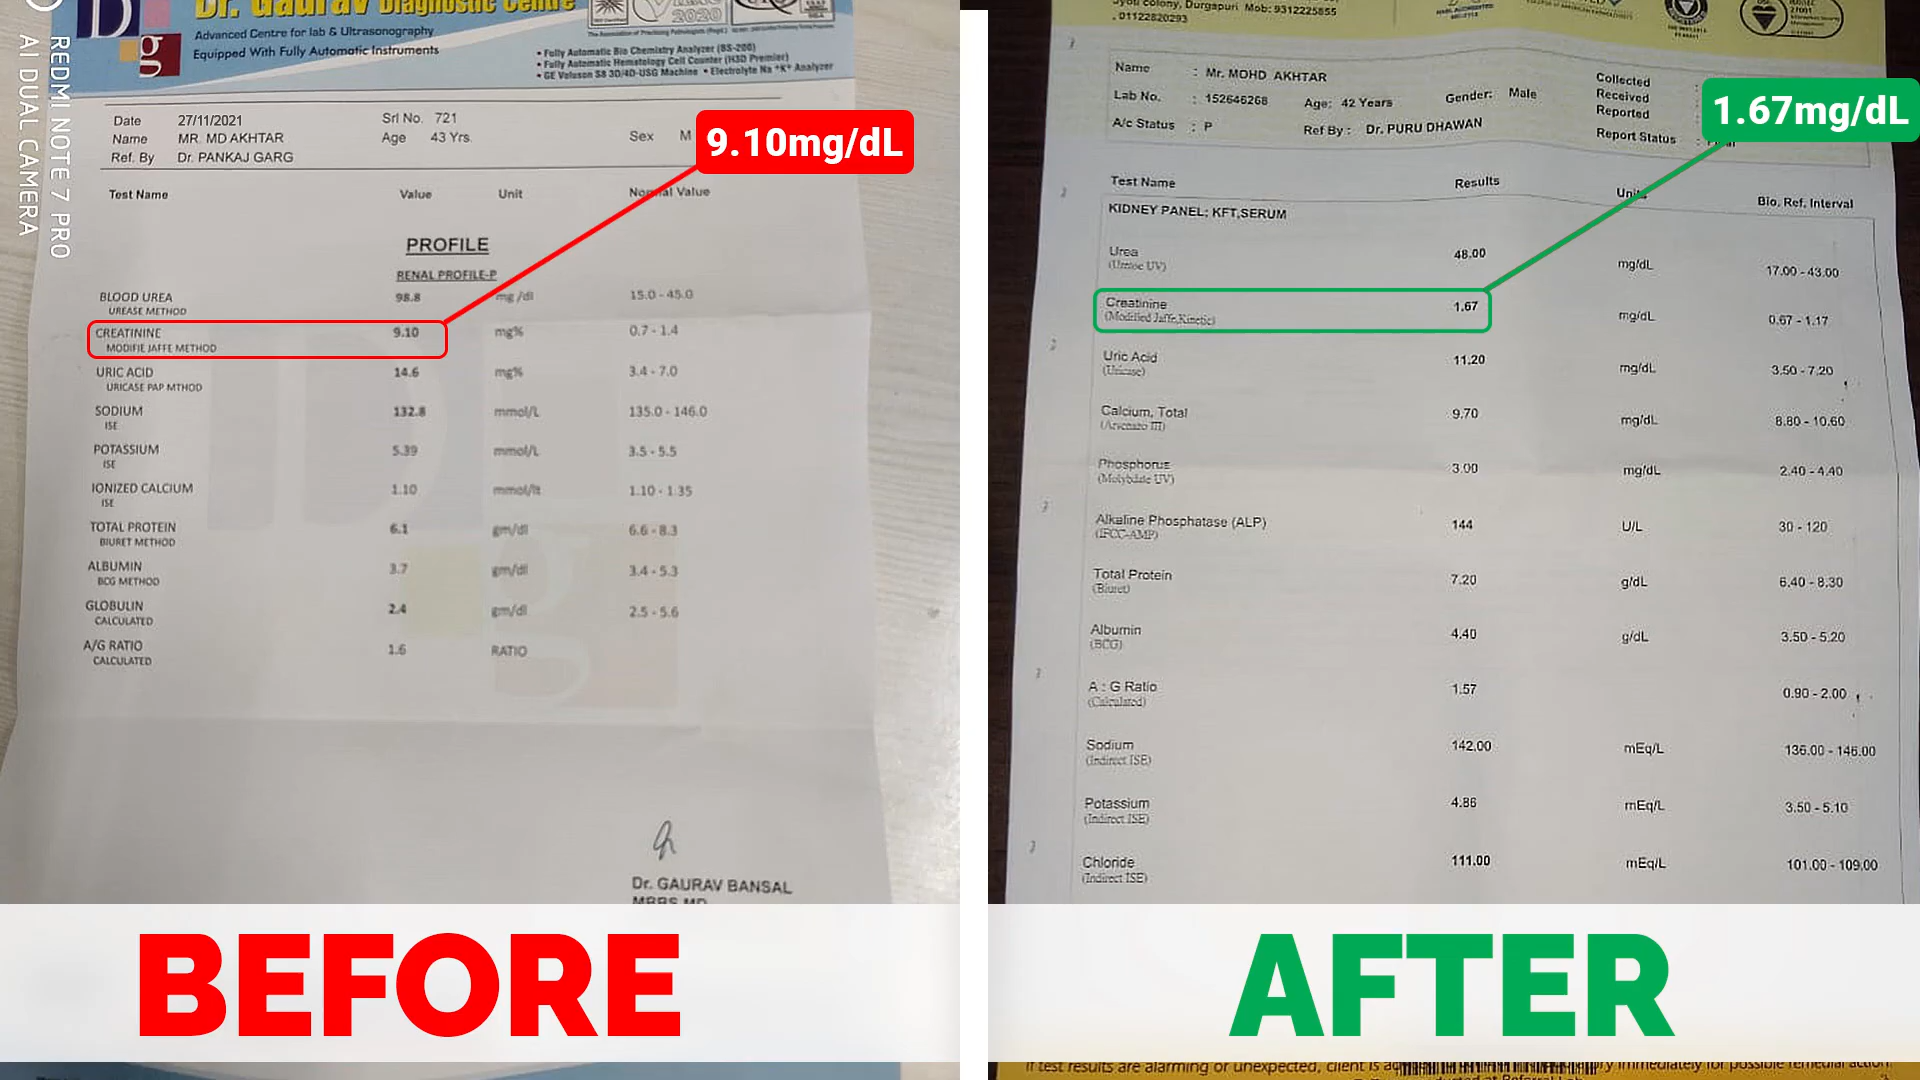 Dr. Gaurav Diagnostic Centre
Advanced Centre for lab & Ultrasonography
Equipped With Fully Automatic Instruments
2020
• Fully Automatic Bio Chemistry Analyzer (BS-200)
• Fully Automatic Hematology Cell Counter (H3D Premier)
• GE Voluson S8 3D/4D-USG Machine • Electrolyte Na⁺K⁺ Analyzer
REDMI NOTE 7 PRO
AI DUAL CAMERA
Date 27/11/2021 Srl No. 721
Name MR. MD AKHTAR Age 43 Yrs. Sex M
Ref. By Dr. PANKAJ GARG
9.10mg/dL
Test Name Value Unit Normal Value
PROFILE
RENAL PROFILE-P
BLOOD UREA 98.8 mg/dl 15.0 - 45.0
UREASE METHOD
CREATININE 9.10 mg% 0.7 - 1.4
MODIFIE JAFFE METHOD
URIC ACID 14.6 mg% 3.4 - 7.0
URICASE PAP MTHOD
SODIUM 132.8 mmol/L 135.0 - 146.0
ISE
POTASSIUM 5.39 mmol/L 3.5 - 5.5
ISE
IONIZED CALCIUM 1.10 mmol/lt 1.10 - 1.35
ISE
TOTAL PROTEIN 6.1 gm/dl 6.6 - 8.3
BIURET METHOD
ALBUMIN 3.7 gm/dl 3.4 - 5.3
BCG METHOD
GLOBULIN 2.4 gm/dl 2.5 - 5.6
CALCULATED
A/G RATIO 1.6 RATIO
CALCULATED
Dr. GAURAV BANSAL
MBBS MD
BEFORE
colony, Durgapuri Mob: 9312225855
, 01122820293
Name : Mr. MOHD AKHTAR Collected :
Lab No. : 152646268 Age: 42 Years Gender: Male Received
A/c Status : P Ref By : Dr. PURU DHAWAN Reported
Report Status :
1.67mg/dL
Test Name Results Units Bio. Ref. Interval
KIDNEY PANEL; KFT,SERUM
Urea 48.00 mg/dL 17.00 - 43.00
(Urease UV)
Creatinine 1.67 mg/dL 0.67 - 1.17
(Modified Jaffe,Kinetic)
Uric Acid 11.20 mg/dL 3.50 - 7.20
(Uricase)
Calcium, Total 9.70 mg/dL 8.80 - 10.60
(Arsenazo III)
Phosphorus 3.00 mg/dL 2.40 - 4.40
(Molybdate UV)
Alkaline Phosphatase (ALP) 144 U/L 30 - 120
(IFCC-AMP)
Total Protein 7.20 g/dL 6.40 - 8.30
(Biuret)
Albumin 4.40 g/dL 3.50 - 5.20
(BCG)
A : G Ratio 1.57 0.90 - 2.00
(Calculated)
Sodium 142.00 mEq/L 136.00 - 146.00
(Indirect ISE)
Potassium 4.86 mEq/L 3.50 - 5.10
(Indirect ISE)
Chloride 111.00 mEq/L 101.00 - 109.00
(Indirect ISE)
AFTER
If test results are alarming or unexpected, client is immediately for possible remedial action